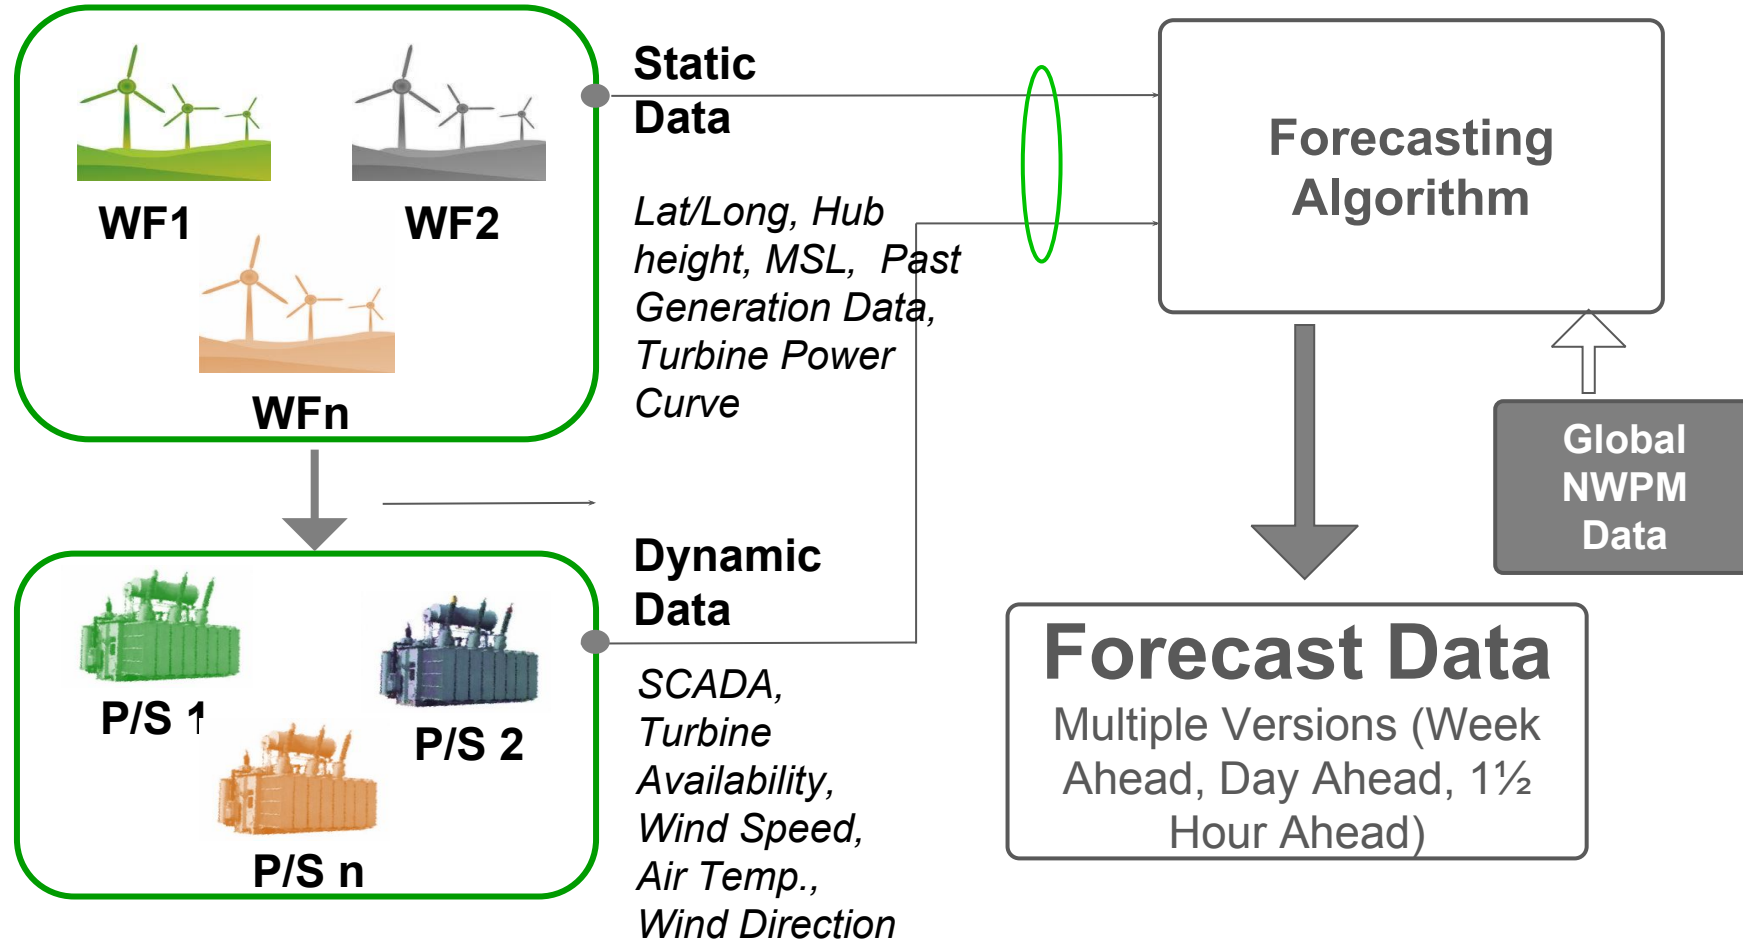 WF1
WF2
WFn
Static
Data
Lat/Long, Hub
height, MSL, Past
Generation Data,
Turbine Power
Curve
Forecasting
Algorithm
Global
NWPM
Data
P/S 1
P/S 2
P/S n
Dynamic
Data
SCADA,
Turbine
Availability,
Wind Speed,
Air Temp.,
Wind Direction
Forecast Data
Multiple Versions (Week
Ahead, Day Ahead, 1½
Hour Ahead)